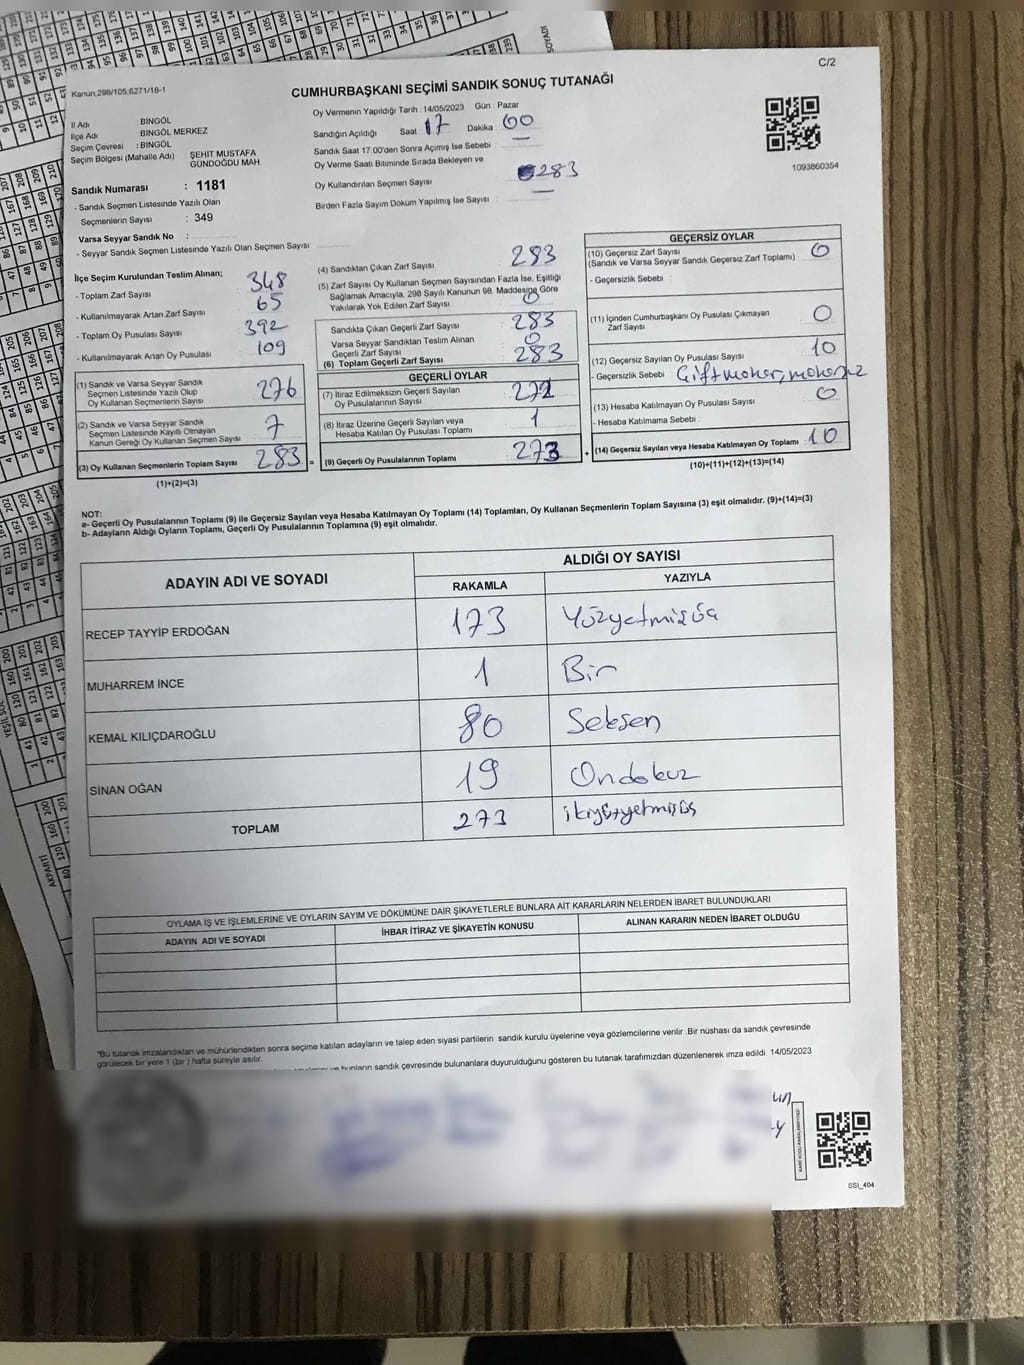 C/2
Kanun;298/105,6271/18-1
CUMHURBAŞKANI SEÇİMİ SANDIK SONUÇ TUTANAĞI
İl Adı BİNGÖL
İlçe Adı BİNGÖL MERKEZ
Seçim Çevresi : BİNGÖL
Seçim Bölgesi (Mahalle Adı) ŞEHİT MUSTAFA
GÜNDOĞDU MAH.
Sandık Numarası : 1181
- Sandık Seçmen Listesinde Yazılı Olan
Seçmenlerin Sayısı : 349
Varsa Seyyar Sandık No :
- Seyyar Sandık Seçmen Listesinde Yazılı Olan Seçmen Sayısı:
Oy Vermenin Yapıldığı Tarih : 14/05/2023 Gün : Pazar
Sandığın Açıldığı Saat 17 Dakika 00
Sandık Saat 17.00'den Sonra Açımış İse Sebebi :
Oy Verme Saati Bitiminde Sırada Bekleyen ve
Oy Kullandırılan Seçmen Sayısı 283
Birden Fazla Sayım Döküm Yapılmış İse Sayısı :
1093860354
İlçe Seçim Kurulundan Teslim Alınan;
- Toplam Zarf Sayısı 348
- Kullanılmayarak Artan Zarf Sayısı 65
- Toplam Oy Pusulası Sayısı 392
- Kullanılmayarak Artan Oy Pusulası 109
(1) Sandık ve Varsa Seyyar Sandık
Seçmen Listesinde Yazılı Olup
Oy Kullanan Seçmenlerin Sayısı 276
(2) Sandık ve Varsa Seyyar Sandık
Seçmen Listesinde Kayıtlı Olmayan
Kanun Gereği Oy Kullanan Seçmen Sayısı 7
(3) Oy Kullanan Seçmenlerin Toplam Sayısı 283 =
(1)+(2)=(3)
(4) Sandıktan Çıkan Zarf Sayısı 283
(5) Zarf Sayısı Oy Kullanan Seçmen Sayısından Fazla İse, Eşitliği
Sağlamak Amacıyla, 298 Sayılı Kanunun 98. Maddesine Göre
Yakılarak Yok Edilen Zarf Sayısı 0
Sandıkta Çıkan Geçerli Zarf Sayısı 283
Varsa Seyyar Sandıktan Teslim Alınan
Geçerli Zarf Sayısı 0
(6) Toplam Geçerli Zarf Sayısı 283
GEÇERLİ OYLAR
(7) İtiraz Edilmeksizin Geçerli Sayılan
Oy Pusulalarının Sayısı 272
(8) İtiraz Üzerine Geçerli Sayılan veya
Hesaba Katılan Oy Pusulası Toplamı 1
(9) Geçerli Oy Pusulalarının Toplamı 273 +
GEÇERSİZ OYLAR
(10) Geçersiz Zarf Sayısı 0
(Sandık ve Varsa Seyyar Sandık Geçersiz Zarf Toplamı)
- Geçersizlik Sebebi
(11) İçinden Cumhurbaşkanı Oy Pusulası Çıkmayan
Zarf Sayısı 0
(12) Geçersiz Sayılan Oy Pusulası Sayısı 10
- Geçersizlik Sebebi
(13) Hesaba Katılmayan Oy Pusulası Sayısı 0
- Hesaba Katılmama Sebebi
(14) Geçersiz Sayılan veya Hesaba Katılmayan Oy Toplamı : 10
(10)+(11)+(12)+(13)=(14)
NOT:
a- Geçerli Oy Pusulalarının Toplamı (9) ile Geçersiz Sayılan veya Hesaba Katılmayan Oy Toplamı (14) Toplamları, Oy Kullanan Seçmenlerin Toplam Sayısına (3) eşit olmalıdır. (9)+(14)=(3)
b- Adayların Aldığı Oyların Toplamı, Geçerli Oy Pusulalarının Toplamına (9) eşit olmalıdır.
ADAYIN ADI VE SOYADI ALDIĞI OY SAYISI
RAKAMLA YAZIYLA
RECEP TAYYİP ERDOĞAN 173 Yüzyetmişüç
MUHARREM İNCE 1 Bir
KEMAL KILIÇDAROĞLU 80 Seksen
SİNAN OĞAN 19 Ondokuz
TOPLAM 273 ikiyüzyetmişüç
OYLAMA İŞ VE İŞLEMLERİNE VE OYLARIN SAYIM VE DÖKÜMÜNE DAİR ŞİKAYETLERLE BUNLARA AİT KARARLARIN NELERDEN İBARET BULUNDUKLARI
ADAYIN ADI VE SOYADI İHBAR İTİRAZ VE ŞİKAYETİN KONUSU ALINAN KARARIN NEDEN İBARET OLDUĞU
*Bu tutanak imzalandıktan ve mühürlendikten sonra seçime katılan adayların ve talep eden siyasi partilerin sandık kurulu üyelerine veya gözlemcilerine verilir .Bir nüshası da sandık çevresinde
görülecek bir yere 1 (bir ) hafta süreyle asılır.
bunların sandık çevresinde bulunanlara duyurulduğunu gösteren bu tutanak tarafımızdan düzenlenerek imza edildi. 14/05/2023
SSI_404